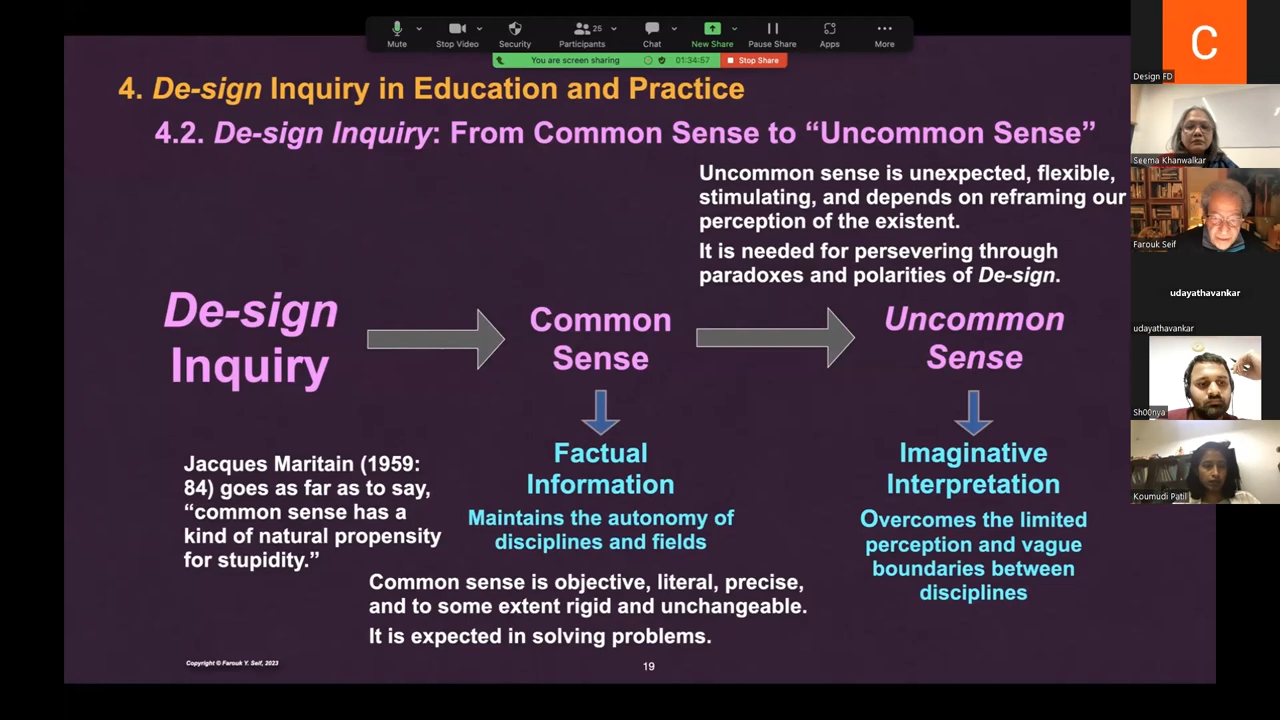 Mute
Stop Video
Security
25
Participants
Chat
New Share
Pause Share
Apps
More
You are screen sharing
01:34:57
Stop Share
4. De-sign Inquiry in Education and Practice
4.2. De-sign Inquiry: From Common Sense to “Uncommon Sense”
Uncommon sense is unexpected, flexible,
stimulating, and depends on reframing our
perception of the existent.
It is needed for persevering through
paradoxes and polarities of De-sign.
De-sign
Inquiry
Common
Sense
Uncommon
Sense
Jacques Maritain (1959:
84) goes as far as to say,
“common sense has a
kind of natural propensity
for stupidity.”
Factual
Information
Maintains the autonomy of
disciplines and fields
Imaginative
Interpretation
Overcomes the limited
perception and vague
boundaries between
disciplines
Common sense is objective, literal, precise,
and to some extent rigid and unchangeable.
It is expected in solving problems.
Copyright © Farouk Y. Seif, 2023
19
C
Design FD
Seema Khanwalkar
Farouk Seif
udayathavankar
udayathavankar
Sh00nya
Koumudi Patil